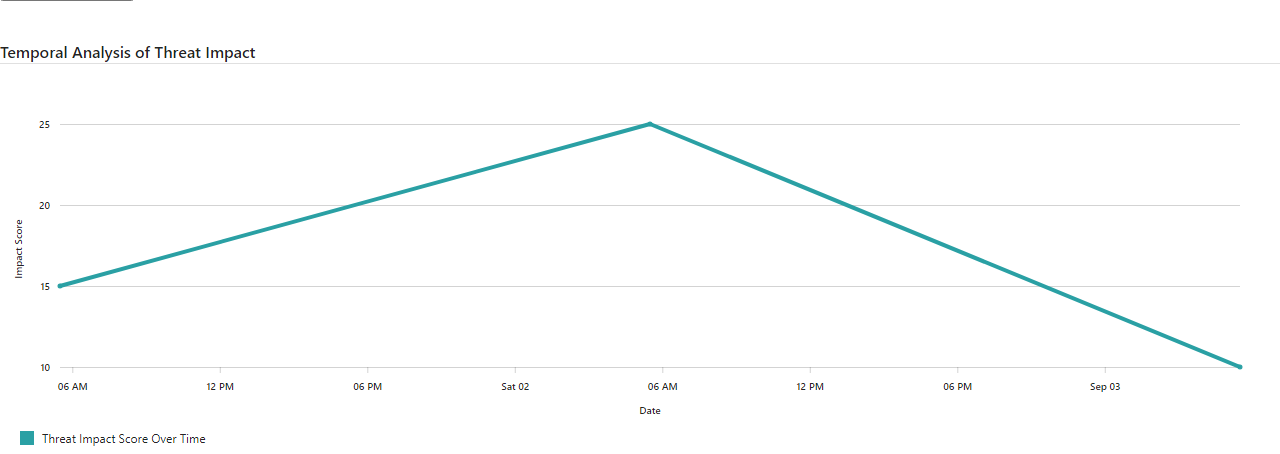 Temporal Analysis of Threat Impact
25
20
15
10
Impact Score
06 AM 12 PM 06 PM Sat 02 06 AM 12 PM 06 PM Sep 03
Date
Threat Impact Score Over Time